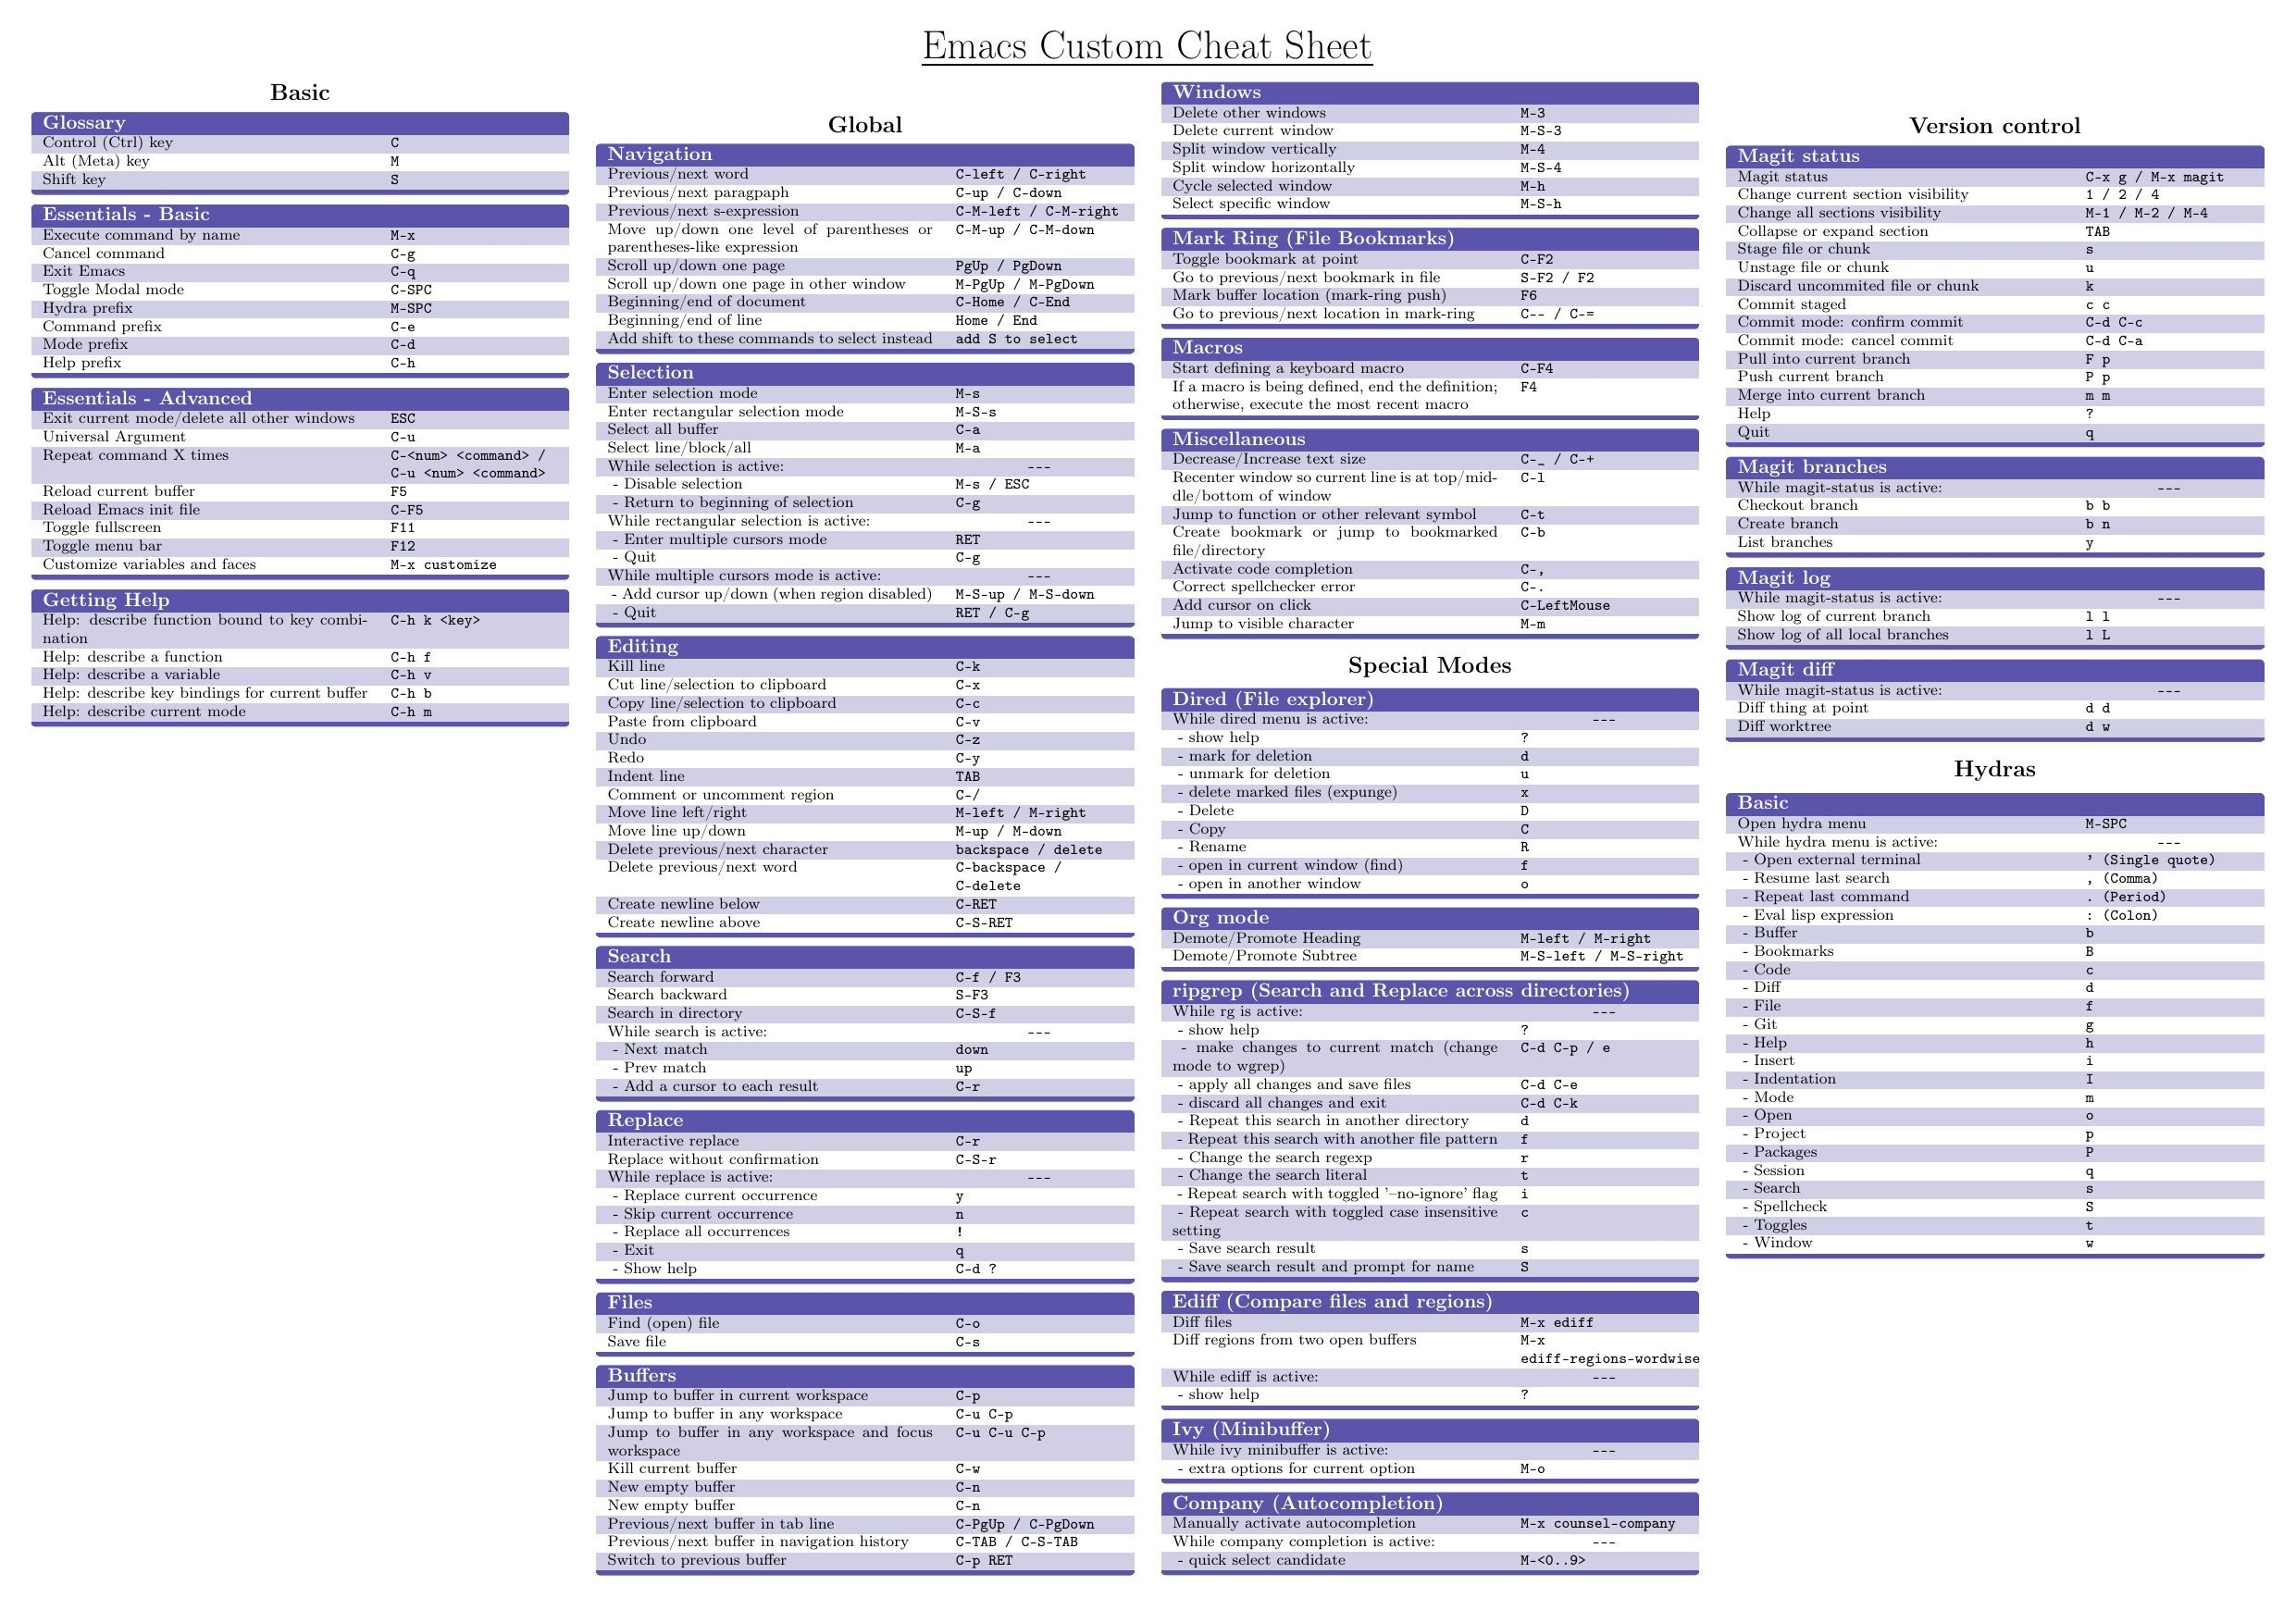 Emacs Custom Cheat Sheet
Basic
Glossary
Control (Ctrl) key C
Alt (Meta) key M
Shift key S
Essentials - Basic
Execute command by name M-x
Cancel command C-g
Exit Emacs C-q
Toggle Modal mode C-SPC
Hydra prefix M-SPC
Command prefix C-e
Mode prefix C-d
Help prefix C-h
Essentials - Advanced
Exit current mode/delete all other windows ESC
Universal Argument C-u
Repeat command X times C-<num> <command> /
C-u <num> <command>
Reload current buffer F5
Reload Emacs init file C-F5
Toggle fullscreen F11
Toggle menu bar F12
Customize variables and faces M-x customize
Getting Help
Help: describe function bound to key combi- C-h k <key>
nation
Help: describe a function C-h f
Help: describe a variable C-h v
Help: describe key bindings for current buffer C-h b
Help: describe current mode C-h m
Global
Navigation
Previous/next word C-left / C-right
Previous/next paragpaph C-up / C-down
Previous/next s-expression C-M-left / C-M-right
Move up/down one level of parentheses or C-M-up / C-M-down
parentheses-like expression
Scroll up/down one page PgUp / PgDown
Scroll up/down one page in other window M-PgUp / M-PgDown
Beginning/end of document C-Home / C-End
Beginning/end of line Home / End
Add shift to these commands to select instead add S to select
Selection
Enter selection mode M-s
Enter rectangular selection mode M-S-s
Select all buffer C-a
Select line/block/all M-a
While selection is active: ---
- Disable selection M-s / ESC
- Return to beginning of selection C-g
While rectangular selection is active: ---
- Enter multiple cursors mode RET
- Quit C-g
While multiple cursors mode is active: ---
- Add cursor up/down (when region disabled) M-S-up / M-S-down
- Quit RET / C-g
Editing
Kill line C-k
Cut line/selection to clipboard C-x
Copy line/selection to clipboard C-c
Paste from clipboard C-v
Undo C-z
Redo C-y
Indent line TAB
Comment or uncomment region C-/
Move line left/right M-left / M-right
Move line up/down M-up / M-down
Delete previous/next character backspace / delete
Delete previous/next word C-backspace /
C-delete
Create newline below C-RET
Create newline above C-S-RET
Search
Search forward C-f / F3
Search backward S-F3
Search in directory C-S-f
While search is active: ---
- Next match down
- Prev match up
- Add a cursor to each result C-r
Replace
Interactive replace C-r
Replace without confirmation C-S-r
While replace is active: ---
- Replace current occurrence y
- Skip current occurrence n
- Replace all occurrences !
- Exit q
- Show help C-d ?
Files
Find (open) file C-o
Save file C-s
Buffers
Jump to buffer in current workspace C-p
Jump to buffer in any workspace C-u C-p
Jump to buffer in any workspace and focus C-u C-u C-p
workspace
Kill current buffer C-w
New empty buffer C-n
New empty buffer C-n
Previous/next buffer in tab line C-PgUp / C-PgDown
Previous/next buffer in navigation history C-TAB / C-S-TAB
Switch to previous buffer C-p RET
Windows
Delete other windows M-3
Delete current window M-S-3
Split window vertically M-4
Split window horizontally M-S-4
Cycle selected window M-h
Select specific window M-S-h
Mark Ring (File Bookmarks)
Toggle bookmark at point C-F2
Go to previous/next bookmark in file S-F2 / F2
Mark buffer location (mark-ring push) F6
Go to previous/next location in mark-ring C-- / C-=
Macros
Start defining a keyboard macro C-F4
If a macro is being defined, end the definition; F4
otherwise, execute the most recent macro
Miscellaneous
Decrease/Increase text size C-_ / C-+
Recenter window so current line is at top/mid- C-l
dle/bottom of window
Jump to function or other relevant symbol C-t
Create bookmark or jump to bookmarked C-b
file/directory
Activate code completion C-,
Correct spellchecker error C-.
Add cursor on click C-LeftMouse
Jump to visible character M-m
Special Modes
Dired (File explorer)
While dired menu is active: ---
- show help ?
- mark for deletion d
- unmark for deletion u
- delete marked files (expunge) x
- Delete D
- Copy C
- Rename R
- open in current window (find) f
- open in another window o
Org mode
Demote/Promote Heading M-left / M-right
Demote/Promote Subtree M-S-left / M-S-right
ripgrep (Search and Replace across directories)
While rg is active: ---
- show help ?
- make changes to current match (change C-d C-p / e
mode to wgrep)
- apply all changes and save files C-d C-e
- discard all changes and exit C-d C-k
- Repeat this search in another directory d
- Repeat this search with another file pattern f
- Change the search regexp r
- Change the search literal t
- Repeat search with toggled '–no-ignore' flag i
- Repeat search with toggled case insensitive c
setting
- Save search result s
- Save search result and prompt for name S
Ediff (Compare files and regions)
Diff files M-x ediff
Diff regions from two open buffers M-x
ediff-regions-wordwise
While ediff is active: ---
- show help ?
Ivy (Minibuffer)
While ivy minibuffer is active: ---
- extra options for current option M-o
Company (Autocompletion)
Manually activate autocompletion M-x counsel-company
While company completion is active: ---
- quick select candidate M-<0..9>
Version control
Magit status
Magit status C-x g / M-x magit
Change current section visibility 1 / 2 / 4
Change all sections visibility M-1 / M-2 / M-4
Collapse or expand section TAB
Stage file or chunk s
Unstage file or chunk u
Discard uncommited file or chunk k
Commit staged c c
Commit mode: confirm commit C-d C-c
Commit mode: cancel commit C-d C-a
Pull into current branch F p
Push current branch P p
Merge into current branch m m
Help ?
Quit q
Magit branches
While magit-status is active: ---
Checkout branch b b
Create branch b n
List branches y
Magit log
While magit-status is active: ---
Show log of current branch l l
Show log of all local branches l L
Magit diff
While magit-status is active: ---
Diff thing at point d d
Diff worktree d w
Hydras
Basic
Open hydra menu M-SPC
While hydra menu is active: ---
- Open external terminal ’ (Single quote)
- Resume last search , (Comma)
- Repeat last command . (Period)
- Eval lisp expression : (Colon)
- Buffer b
- Bookmarks B
- Code c
- Diff d
- File f
- Git g
- Help h
- Insert i
- Indentation I
- Mode m
- Open o
- Project p
- Packages P
- Session q
- Search s
- Spellcheck S
- Toggles t
- Window w